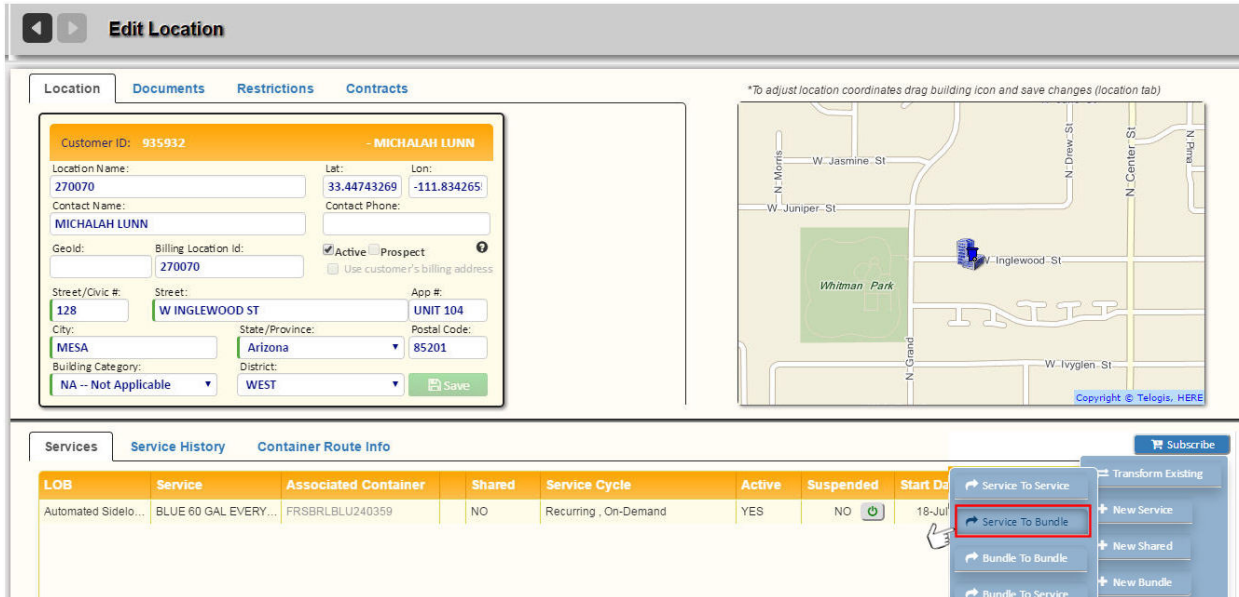 Edit Location
Location Documents Restrictions Contracts
*To adjust location coordinates drag building icon and save changes (location tab)
Customer ID: 935932 - MICHALAH LUNN
Location Name: Lat: Lon:
270070 33.44743269 -111.834265
Contact Name: Contact Phone:
MICHALAH LUNN
GeoId: Billing Location Id: Active Prospect
270070 Use customer's billing address
Street/Civic #: Street: App #:
128 W INGLEWOOD ST UNIT 104
City: State/Province: Postal Code:
MESA Arizona 85201
Building Category: District:
NA -- Not Applicable WEST Save
W Jasmine St
N Morris
N Drew St
N Center St
N Pima
W Juniper St
W Inglewood St
Whitman Park
N Grand
W Ivyglen St
Copyright © Telogis, HERE
Services Service History Container Route Info
Subscribe
LOB Service Associated Container Shared Service Cycle Active Suspended Start Da
Automated Sidelo... BLUE 60 GAL EVERY... FRSBRLBLU240359 NO Recurring , On-Demand YES NO 18-Jul
Service To Service
Service To Bundle
Bundle To Bundle
Bundle To Service
Transform Existing
+ New Service
+ New Shared
+ New Bundle